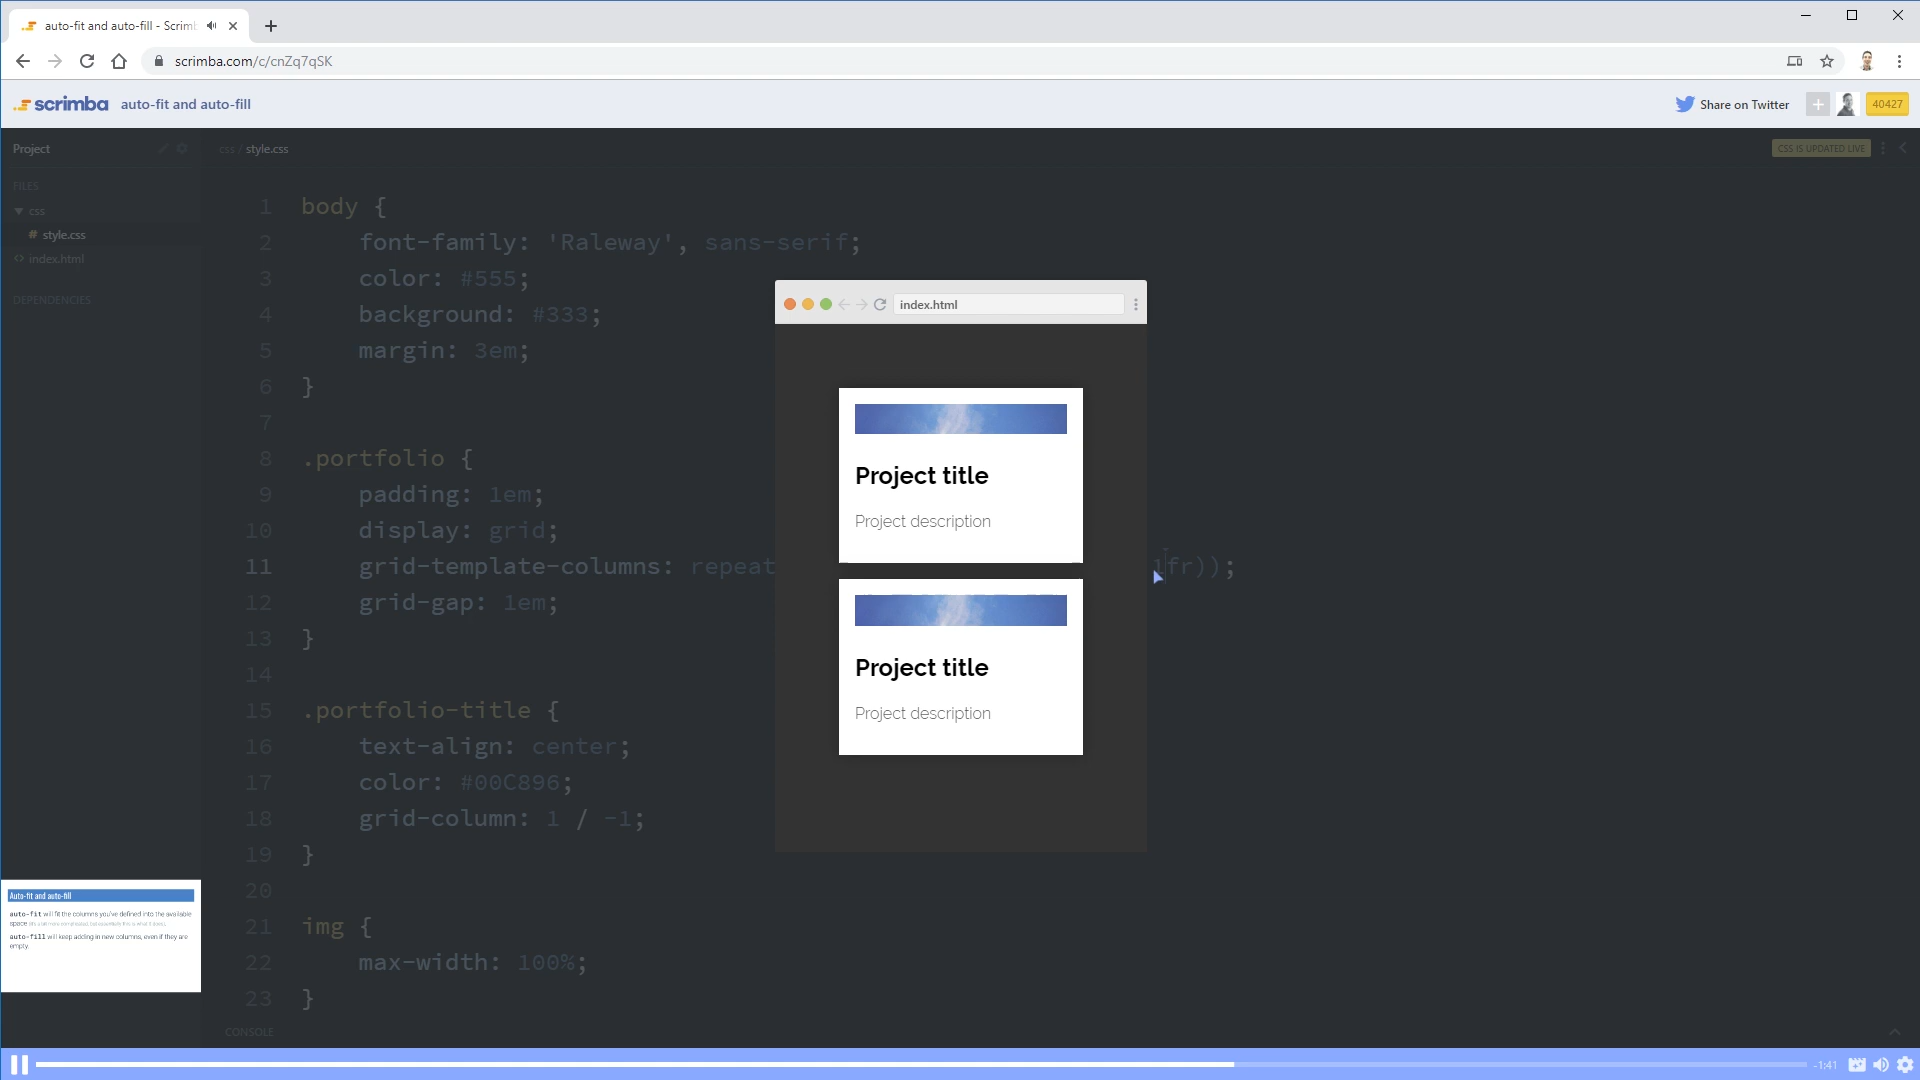 auto-fit and auto-fill - Scrim
scrimba.com/c/cnZq7qSK
scrimba
auto-fit and auto-fill
Share on Twitter
40427
Project
css / style.css
CSS IS UPDATED LIVE
FILES
css
# style.css
<> index.html
DEPENDENCIES
1 body {
2 font-family: 'Raleway', sans-serif;
3 color: #555;
4 background: #333;
5 margin: 3em;
6 }
7
8 .portfolio {
9 padding: 1em;
10 display: grid;
11 grid-template-columns: repeat 1fr));
12 grid-gap: 1em;
13 }
14
15 .portfolio-title {
16 text-align: center;
17 color: #00C896;
18 grid-column: 1 / -1;
19 }
20
21 img {
22 max-width: 100%;
23 }
index.html
Project title
Project description
Project title
Project description
Auto-fit and auto-fill
auto-fit will fit the columns you've defined into the available
space
auto-fill will keep adding in new columns, even if they are
empty.
CONSOLE
-1:41